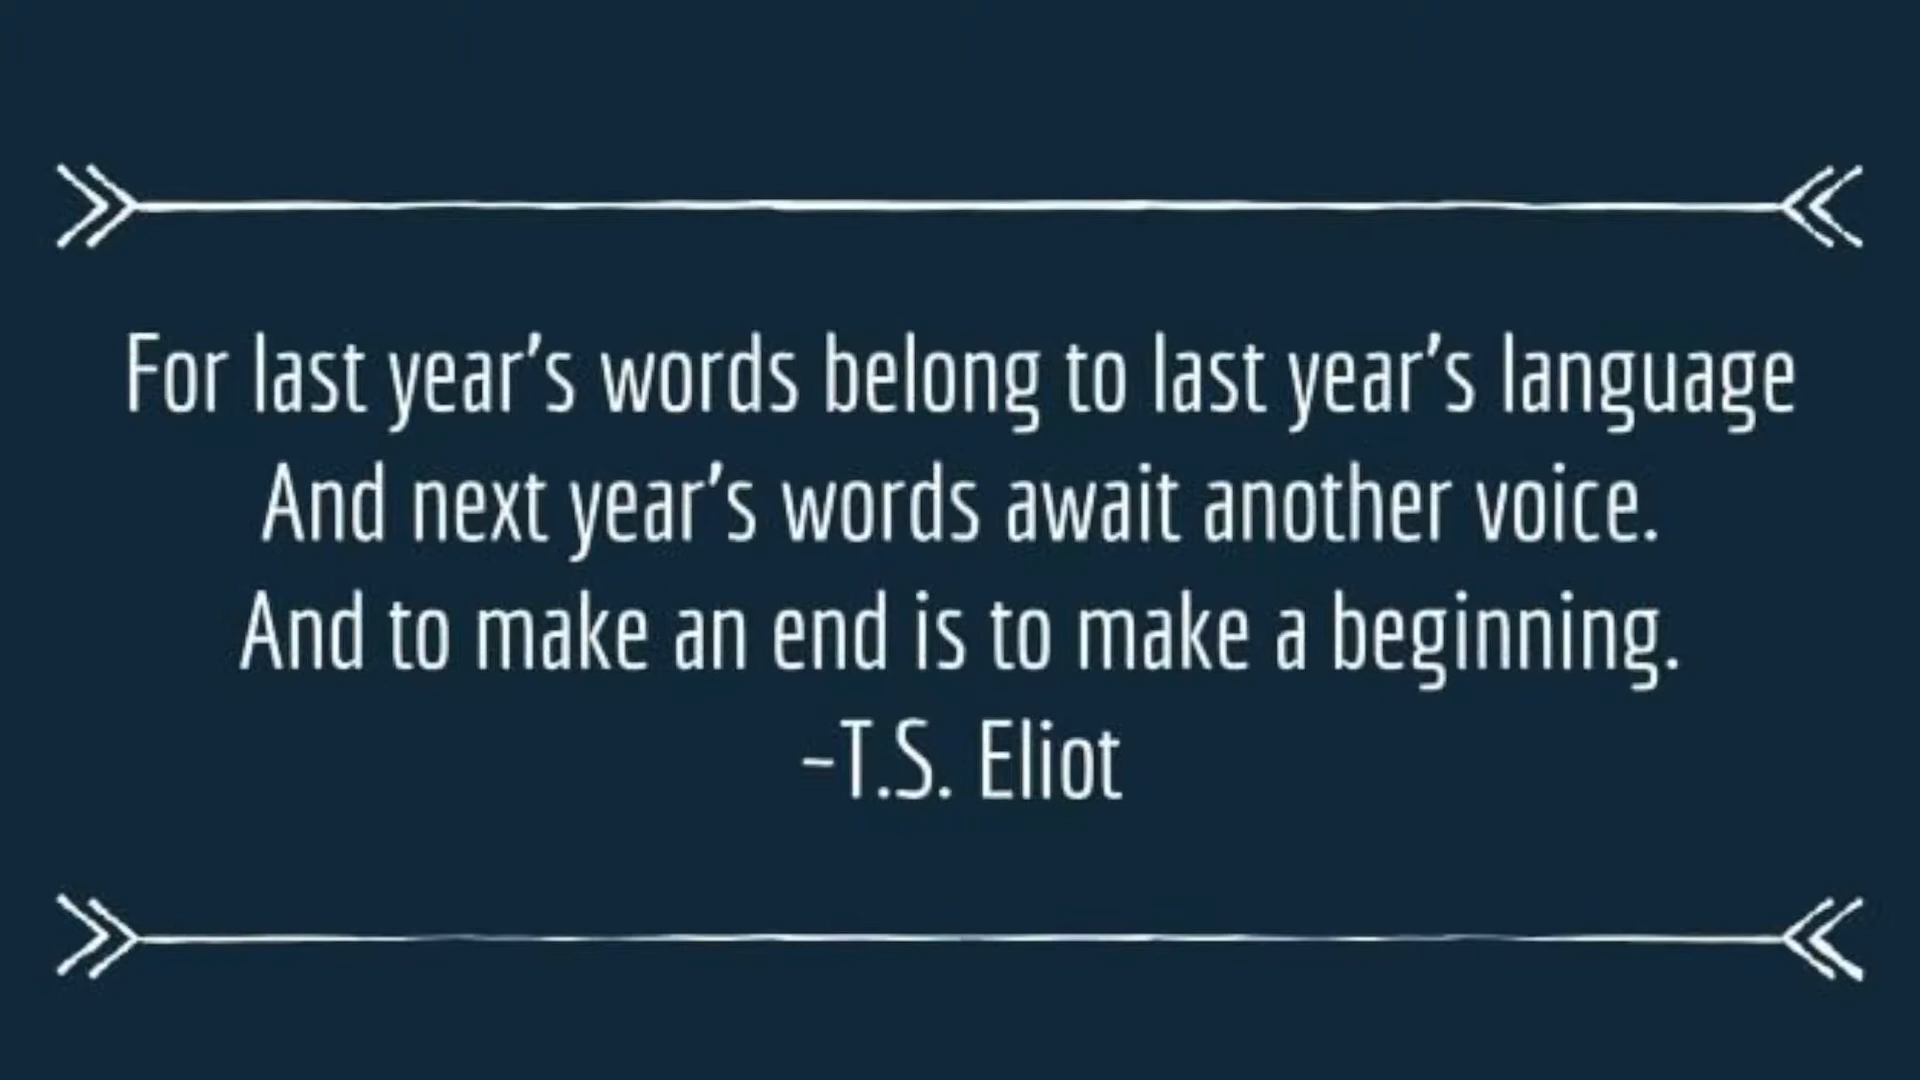 For last year's words belong to last year's language
And next year's words await another voice.
And to make an end is to make a beginning.
-T.S. Eliot